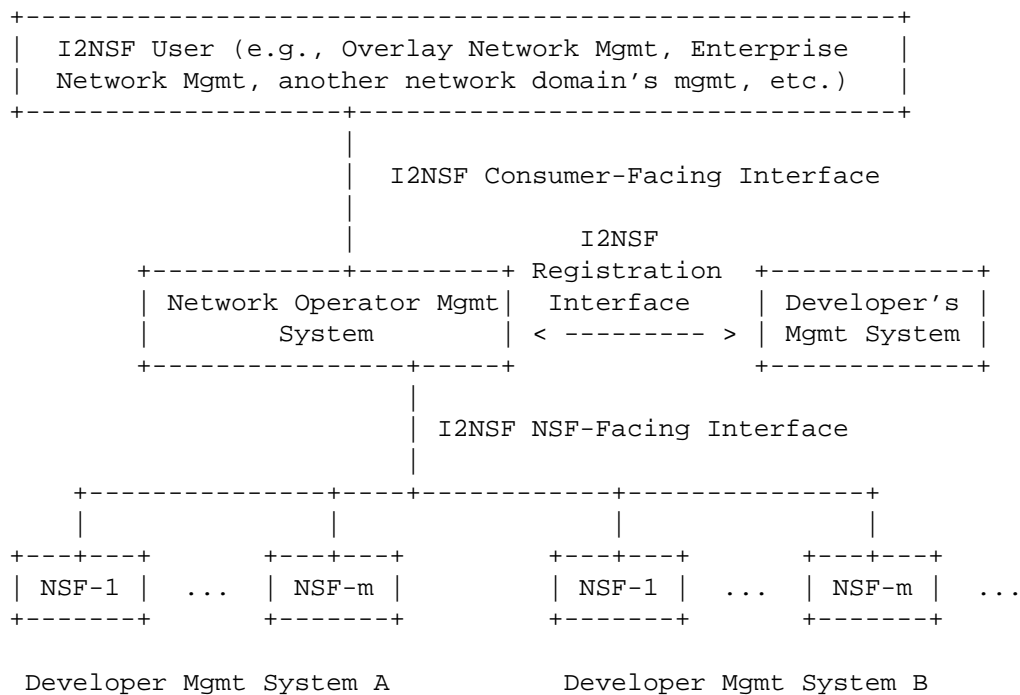 I2NSF User (e.g., Overlay Network Mgmt, Enterprise
Network Mgmt, another network domain's mgmt, etc.)
I2NSF Consumer-Facing Interface
I2NSF
Registration
Interface
Network Operator Mgmt
System
< --------- >
Developer's
Mgmt System
I2NSF NSF-Facing Interface
NSF-1 ... NSF-m NSF-1 ... NSF-m ...
Developer Mgmt System A Developer Mgmt System B